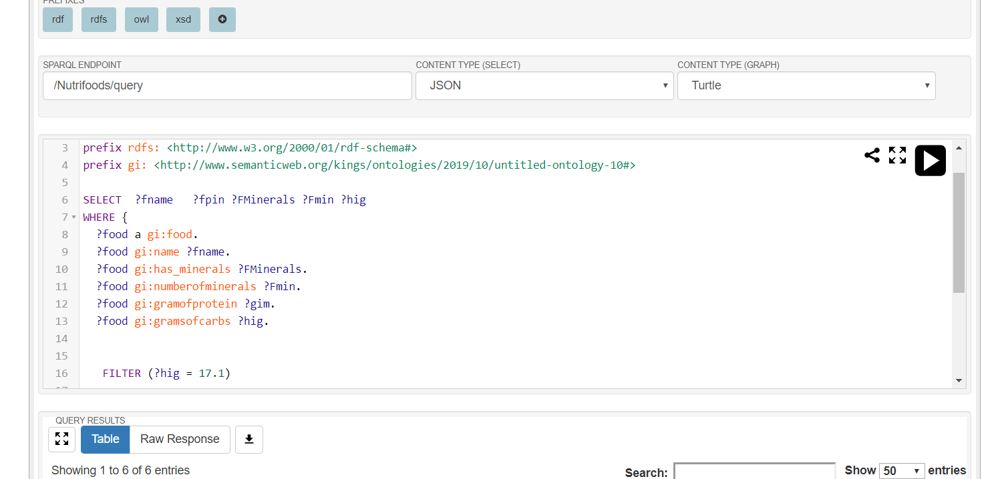 PREFIXES
rdf rdfs owl xsd
SPARQL ENDPOINT CONTENT TYPE (SELECT) CONTENT TYPE (GRAPH)
/Nutrifoods/query JSON Turtle
3 prefix rdfs: <http://www.w3.org/2000/01/rdf-schema#>
4 prefix gi: <http://www.semanticweb.org/kings/ontologies/2019/10/untitled-ontology-10#>
5
6 SELECT ?fname ?fpin ?FMinerals ?Fmin ?hig
7 WHERE {
8 ?food a gi:food.
9 ?food gi:name ?fname.
10 ?food gi:has_minerals ?FMinerals.
11 ?food gi:numberofminerals ?Fmin.
12 ?food gi:gramofprotein ?gim.
13 ?food gi:gramsofcarbs ?hig.
14
15
16 FILTER (?hig = 17.1)
17
QUERY RESULTS
Table Raw Response
Showing 1 to 6 of 6 entries Search: Show 50 entries